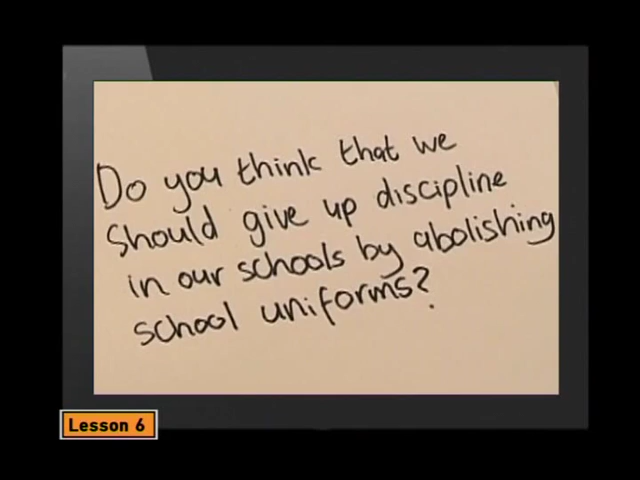 Do you think that we
should give up discipline
in our schools by abolishing
school uniforms?
Lesson 6